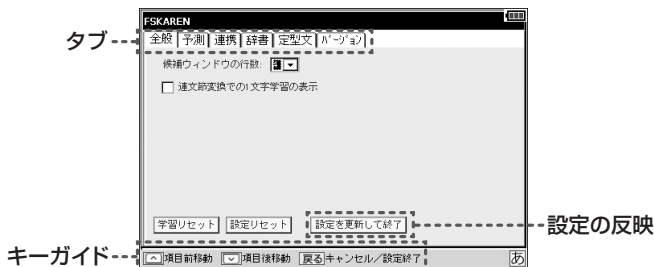 FSKAREN
タブ
全般 予測 連携 辞書 定型文 バージョン
候補ウィンドウの行数:
連文節変換での1文字学習の表示
学習リセット 設定リセット 設定を更新して終了
設定の反映
キーガイド
項目前移動 項目後移動 戻る キャンセル/設定終了 あ